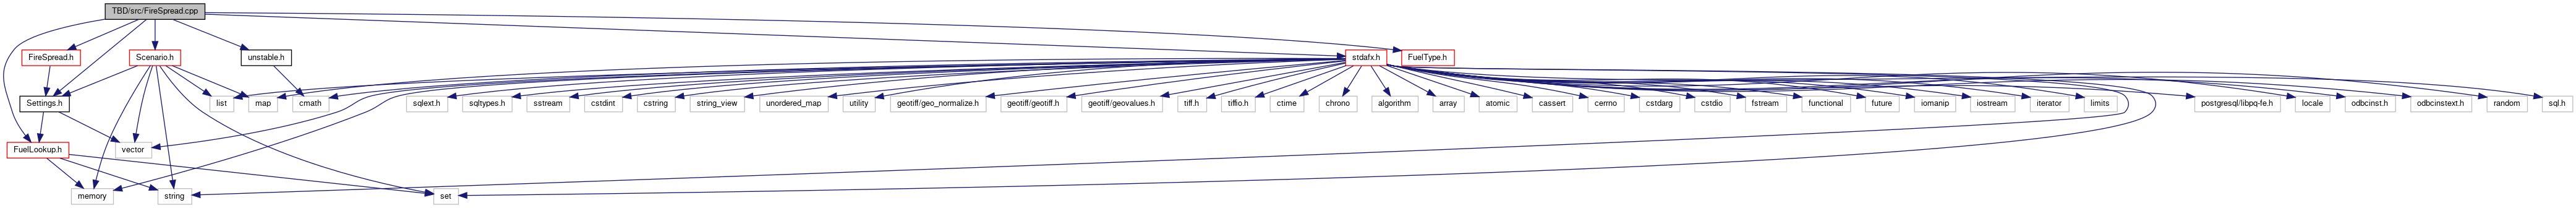 TBD/src/FireSpread.cpp
FireSpread.h
Scenario.h
unstable.h
stdafx.h
FuelType.h
Settings.h
list
map
cmath
sqlext.h
sqltypes.h
sstream
cstdint
cstring
string_view
unordered_map
utility
geotiff/geo_normalize.h
geotiff/geotiff.h
geotiff/geovalues.h
tiff.h
tiffio.h
ctime
chrono
algorithm
array
atomic
cassert
cerrno
cstdarg
cstdio
fstream
functional
future
iomanip
iostream
iterator
limits
postgresql/libpq-fe.h
locale
odbcinst.h
odbcinstext.h
random
sql.h
FuelLookup.h
vector
memory
string
set